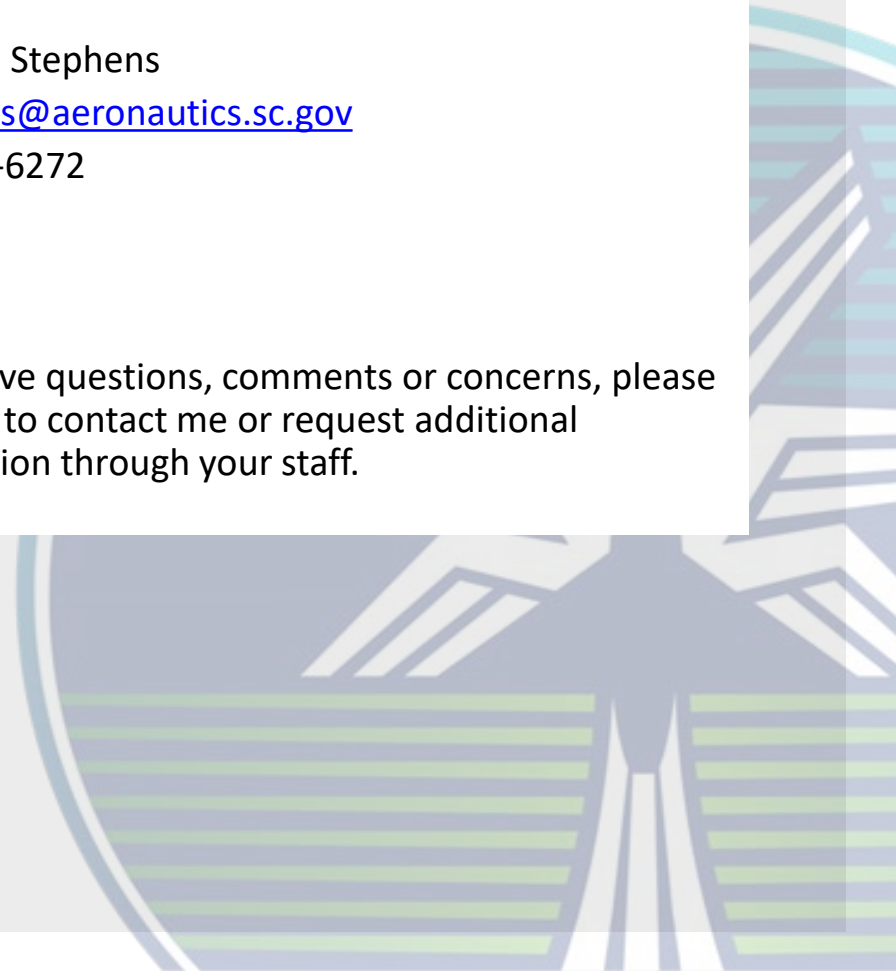 Stephens
s@aeronautics.sc.gov
-6272
ve questions, comments or concerns, please
to contact me or request additional
ion through your staff.